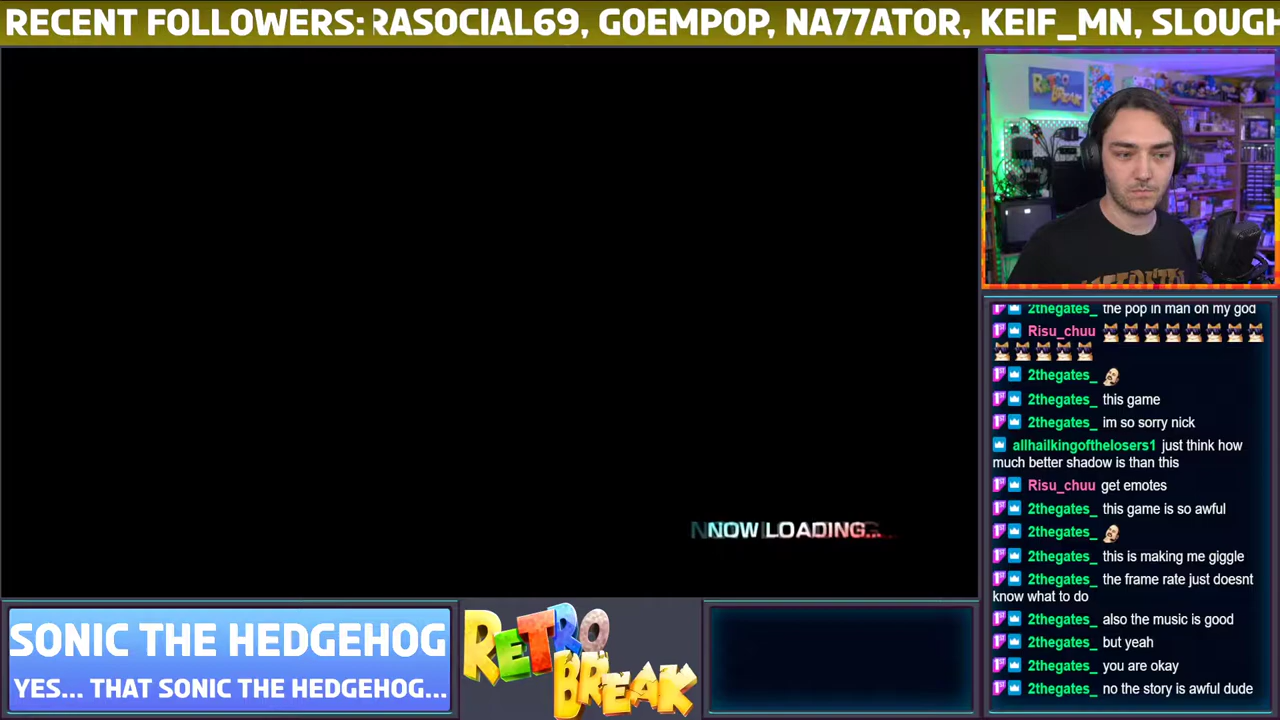 RECENT FOLLOWERS: RASOCIAL69, GOEMPOP, NA77ATOR, KEIF_MN, SLOUGH
RETRO
BREAK
2thegates_ the pop in man oh my god
Risu_chuu
2thegates_
2thegates_ this game
2thegates_ im so sorry nick
allhailkingofthelosers1 just think how
much better shadow is than this
Risu_chuu get emotes
2thegates_ this game is so awful
2thegates_
2thegates_ this is making me giggle
2thegates_ the frame rate just doesnt
know what to do
2thegates_ also the music is good
2thegates_ but yeah
2thegates_ you are okay
2thegates_ no the story is awful dude
NOW LOADING...
SONIC THE HEDGEHOG
YES... THAT SONIC THE HEDGEHOG...
RETRO
BREAK